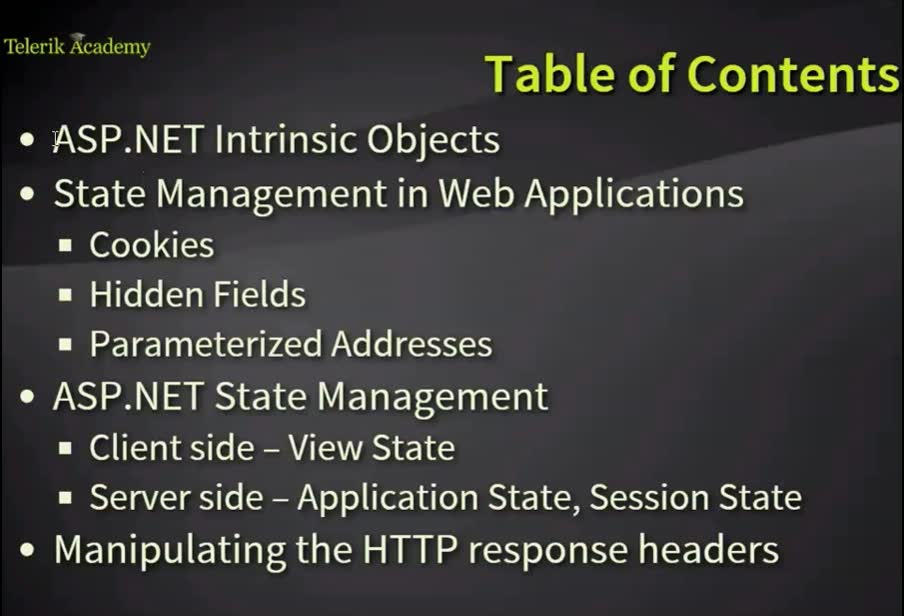 Telerik Academy
Table of Contents
• ASP.NET Intrinsic Objects
• State Management in Web Applications
▪ Cookies
▪ Hidden Fields
▪ Parameterized Addresses
• ASP.NET State Management
▪ Client side – View State
▪ Server side – Application State, Session State
• Manipulating the HTTP response headers